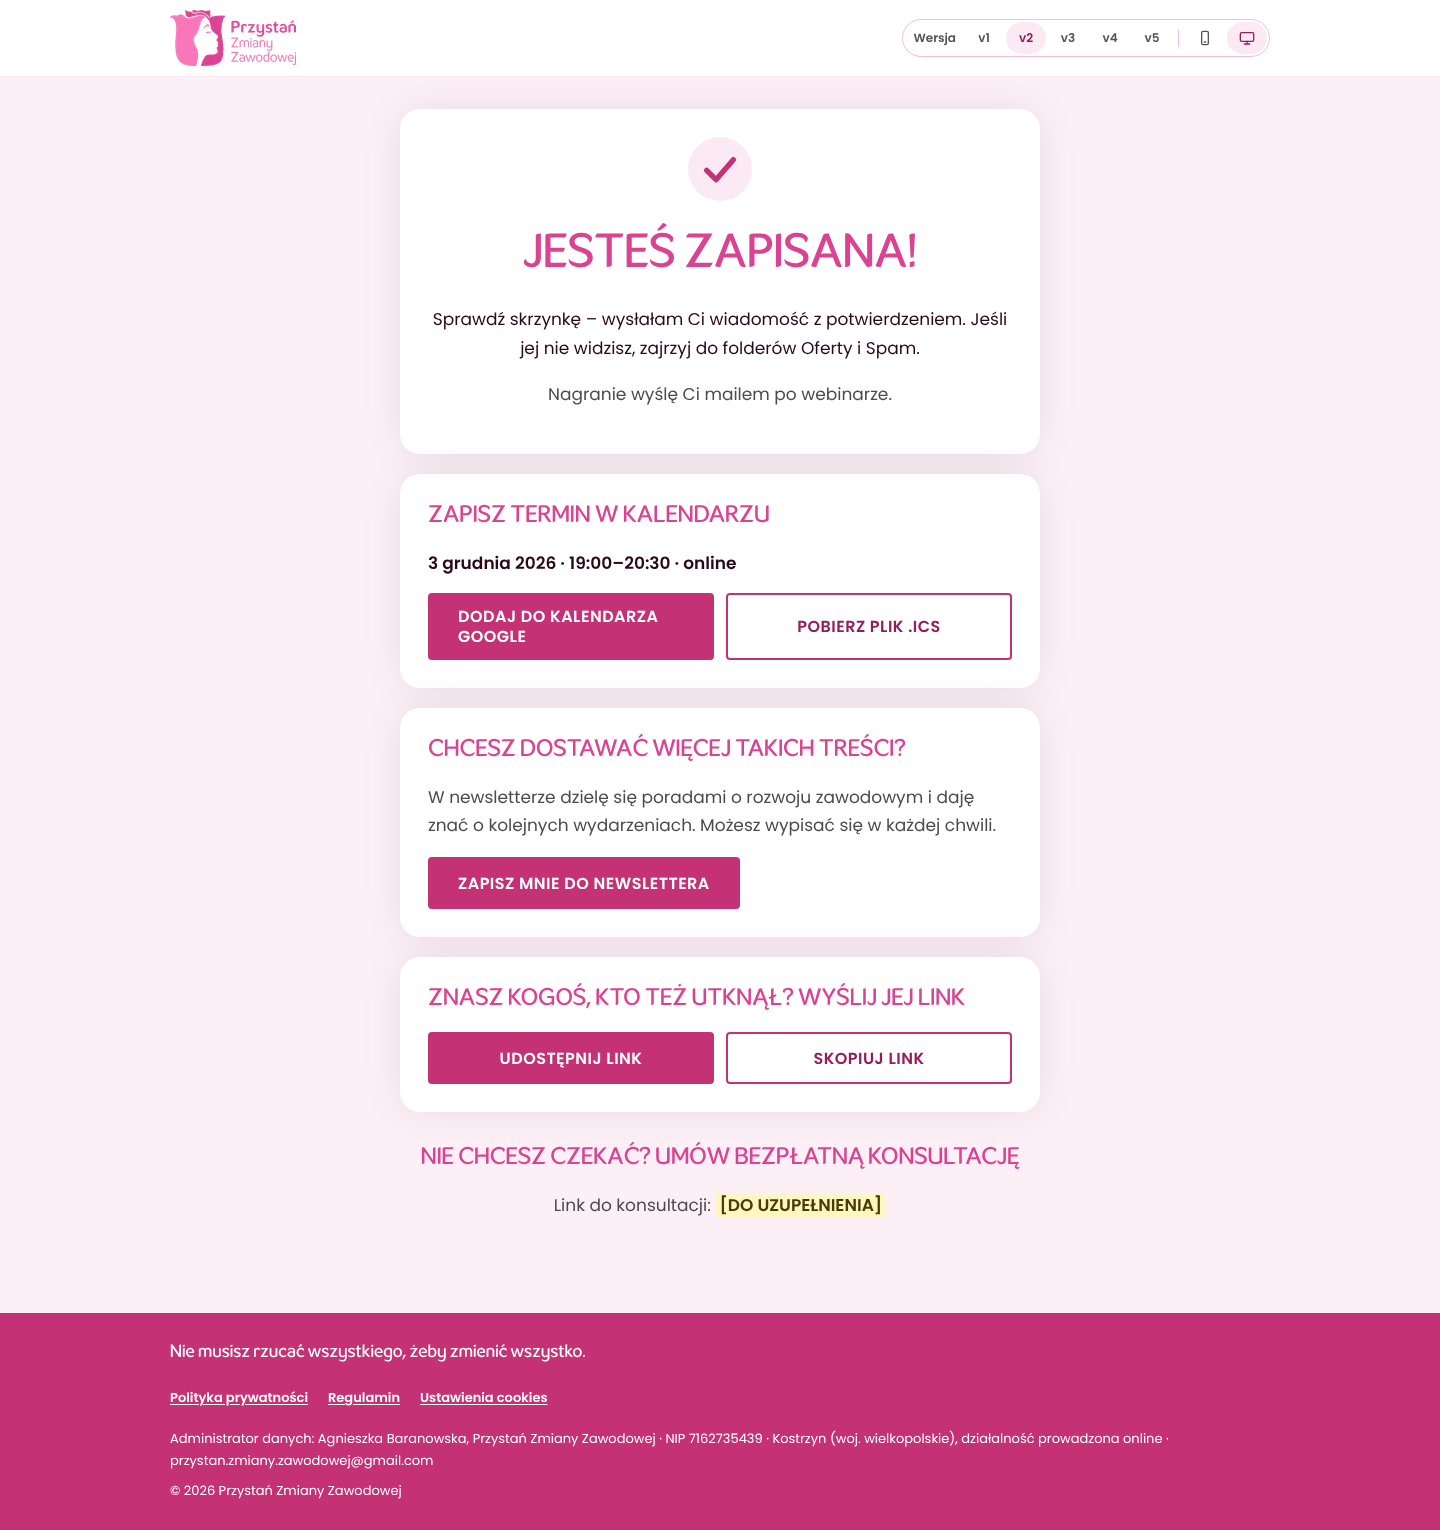 Przystań
Zmiany
Zawodowej
Wersja v1 v2 v3 v4 v5
JESTEŚ ZAPISANA!
Sprawdź skrzynkę – wysłałam Ci wiadomość z potwierdzeniem. Jeśli
jej nie widzisz, zajrzyj do folderów Oferty i Spam.
Nagranie wyślę Ci mailem po webinarze.
ZAPISZ TERMIN W KALENDARZU
3 grudnia 2026 · 19:00–20:30 · online
DODAJ DO KALENDARZA
GOOGLE
POBIERZ PLIK .ICS
CHCESZ DOSTAWAĆ WIĘCEJ TAKICH TREŚCI?
W newsletterze dzielę się poradami o rozwoju zawodowym i daję
znać o kolejnych wydarzeniach. Możesz wypisać się w każdej chwili.
ZAPISZ MNIE DO NEWSLETTERA
ZNASZ KOGOŚ, KTO TEŻ UTKNĄŁ? WYŚLIJ JEJ LINK
UDOSTĘPNIJ LINK
SKOPIUJ LINK
NIE CHCESZ CZEKAĆ? UMÓW BEZPŁATNĄ KONSULTACJĘ
Link do konsultacji: [DO UZUPEŁNIENIA]
Nie musisz rzucać wszystkiego, żeby zmienić wszystko.
Polityka prywatności Regulamin Ustawienia cookies
Administrator danych: Agnieszka Baranowska, Przystań Zmiany Zawodowej · NIP 7162735439 · Kostrzyn (woj. wielkopolskie), działalność prowadzona online ·
przystan.zmiany.zawodowej@gmail.com
© 2026 Przystań Zmiany Zawodowej